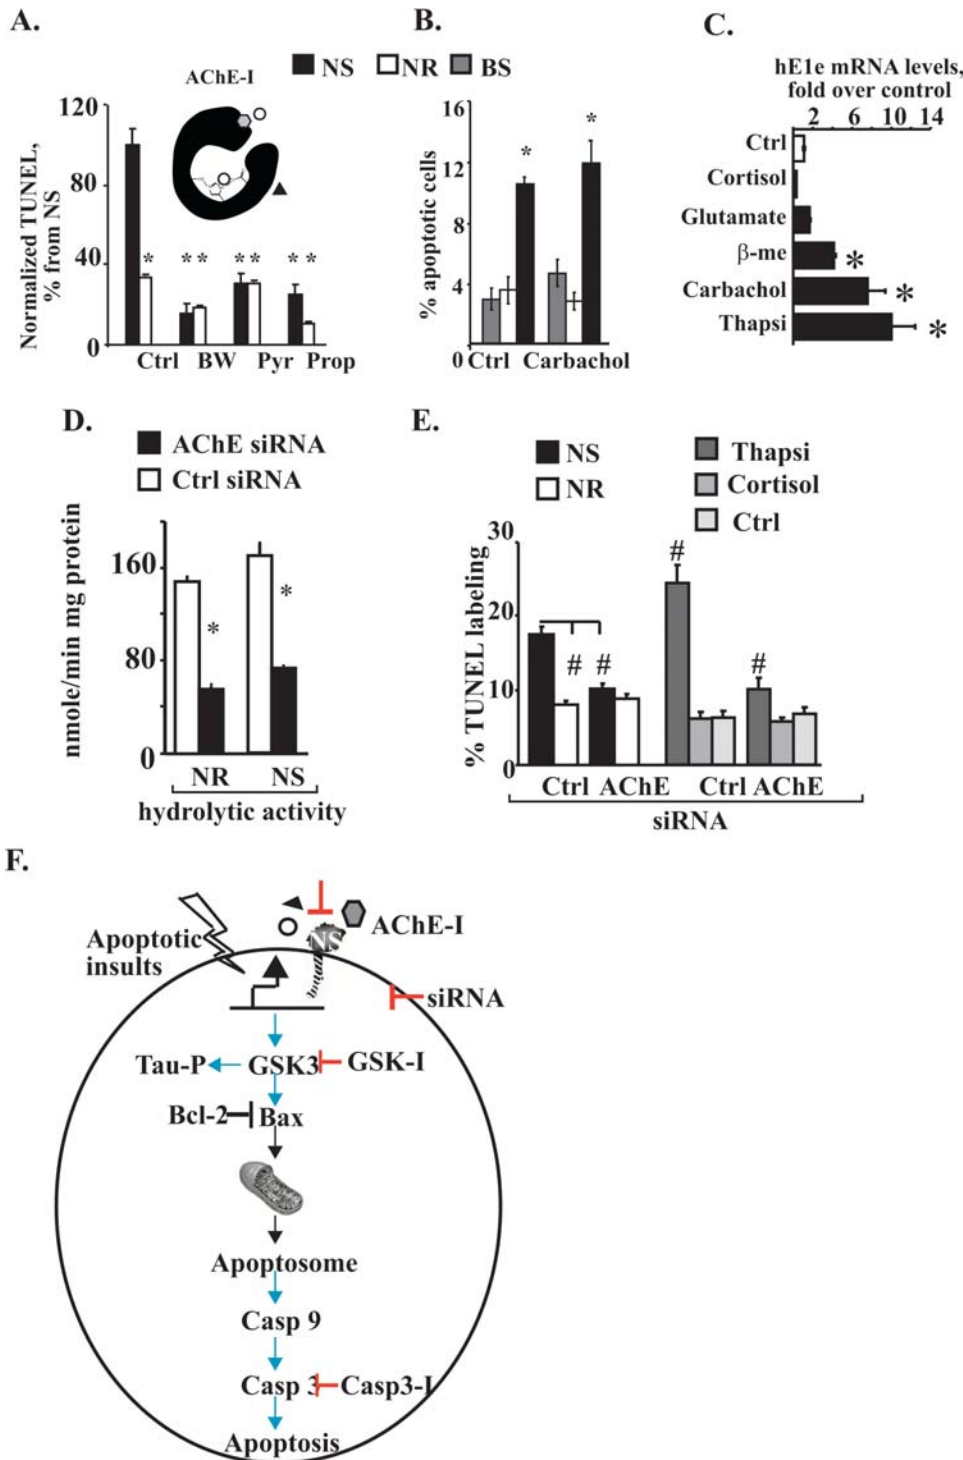 A.
B.
C.
NS NR BS
AChE-I
Normalized TUNEL,
% from NS
120
80
40
0
* ** ** **
Ctrl BW Pyr Prop
% apoptotic cells
16
12
8
4
0
*
*
Ctrl Carbachol
hE1e mRNA levels,
fold over control
2 6 10 14
Ctrl
Cortisol
Glutamate
β-me *
Carbachol *
Thapsi *
D.
AChE siRNA
Ctrl siRNA
nmole/min mg protein
160
80
0
*
*
NR NS
hydrolytic activity
E.
NS
NR
Thapsi
Cortisol
Ctrl
% TUNEL labeling
30
20
10
0
# # # #
Ctrl AChE Ctrl AChE
siRNA
F.
Apoptotic
insults
NS
AChE-I
siRNA
Tau-P GSK3 GSK-I
Bcl-2 Bax
Apoptosome
Casp 9
Casp 3 Casp3-I
Apoptosis